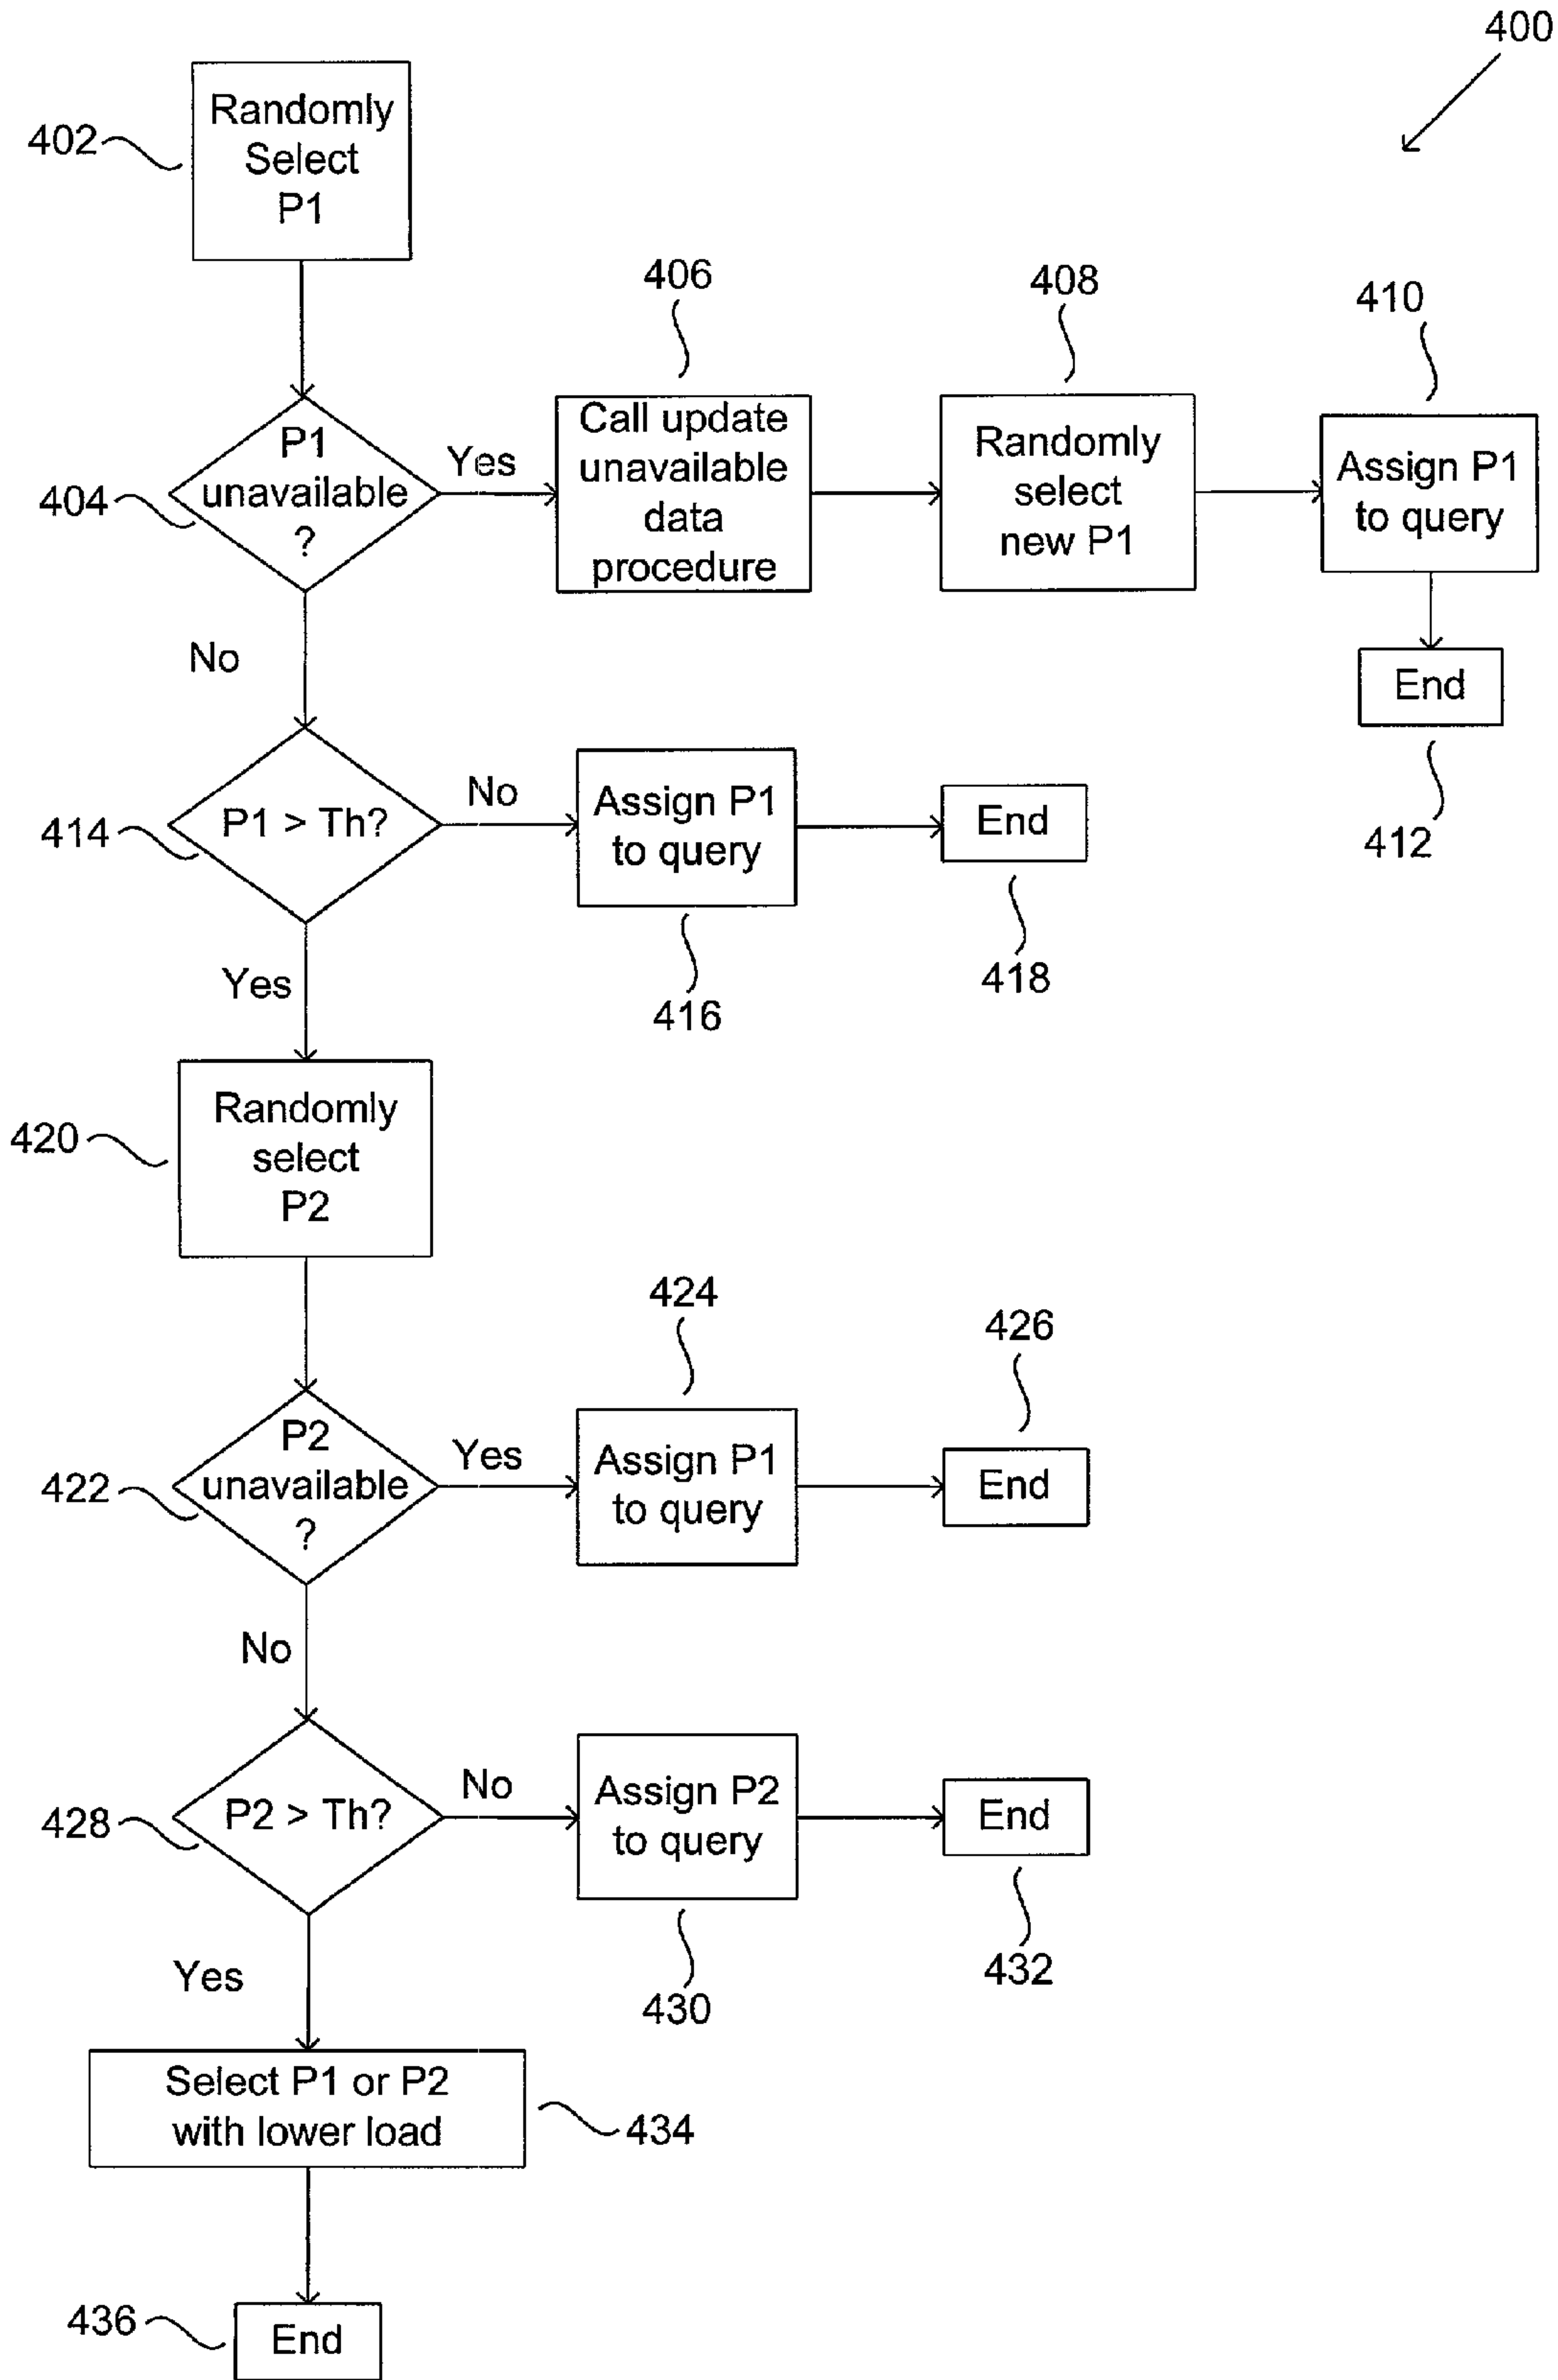 400
Randomly
Select
P1
402
406
408
410
P1
unavailable
?
404
Yes
Call update
unavailable
data
procedure
Randomly
select
new P1
Assign P1
to query
No
End
412
P1 > Th?
414
No
Assign P1
to query
End
416
418
Yes
Randomly
select
P2
420
424
426
P2
unavailable
?
422
Yes
Assign P1
to query
End
No
P2 > Th?
428
No
Assign P2
to query
End
430
432
Yes
Select P1 or P2
with lower load
434
436
End